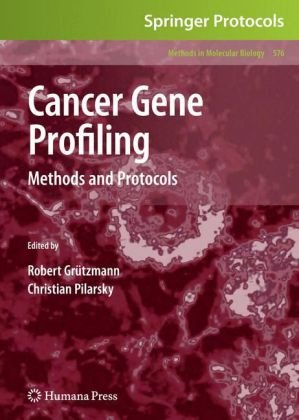 Springer Protocols
Methods in Molecular Biology 576
Cancer Gene
Profiling
Methods and Protocols
Edited by
Robert Grützmann
Christian Pilarsky
Humana Press